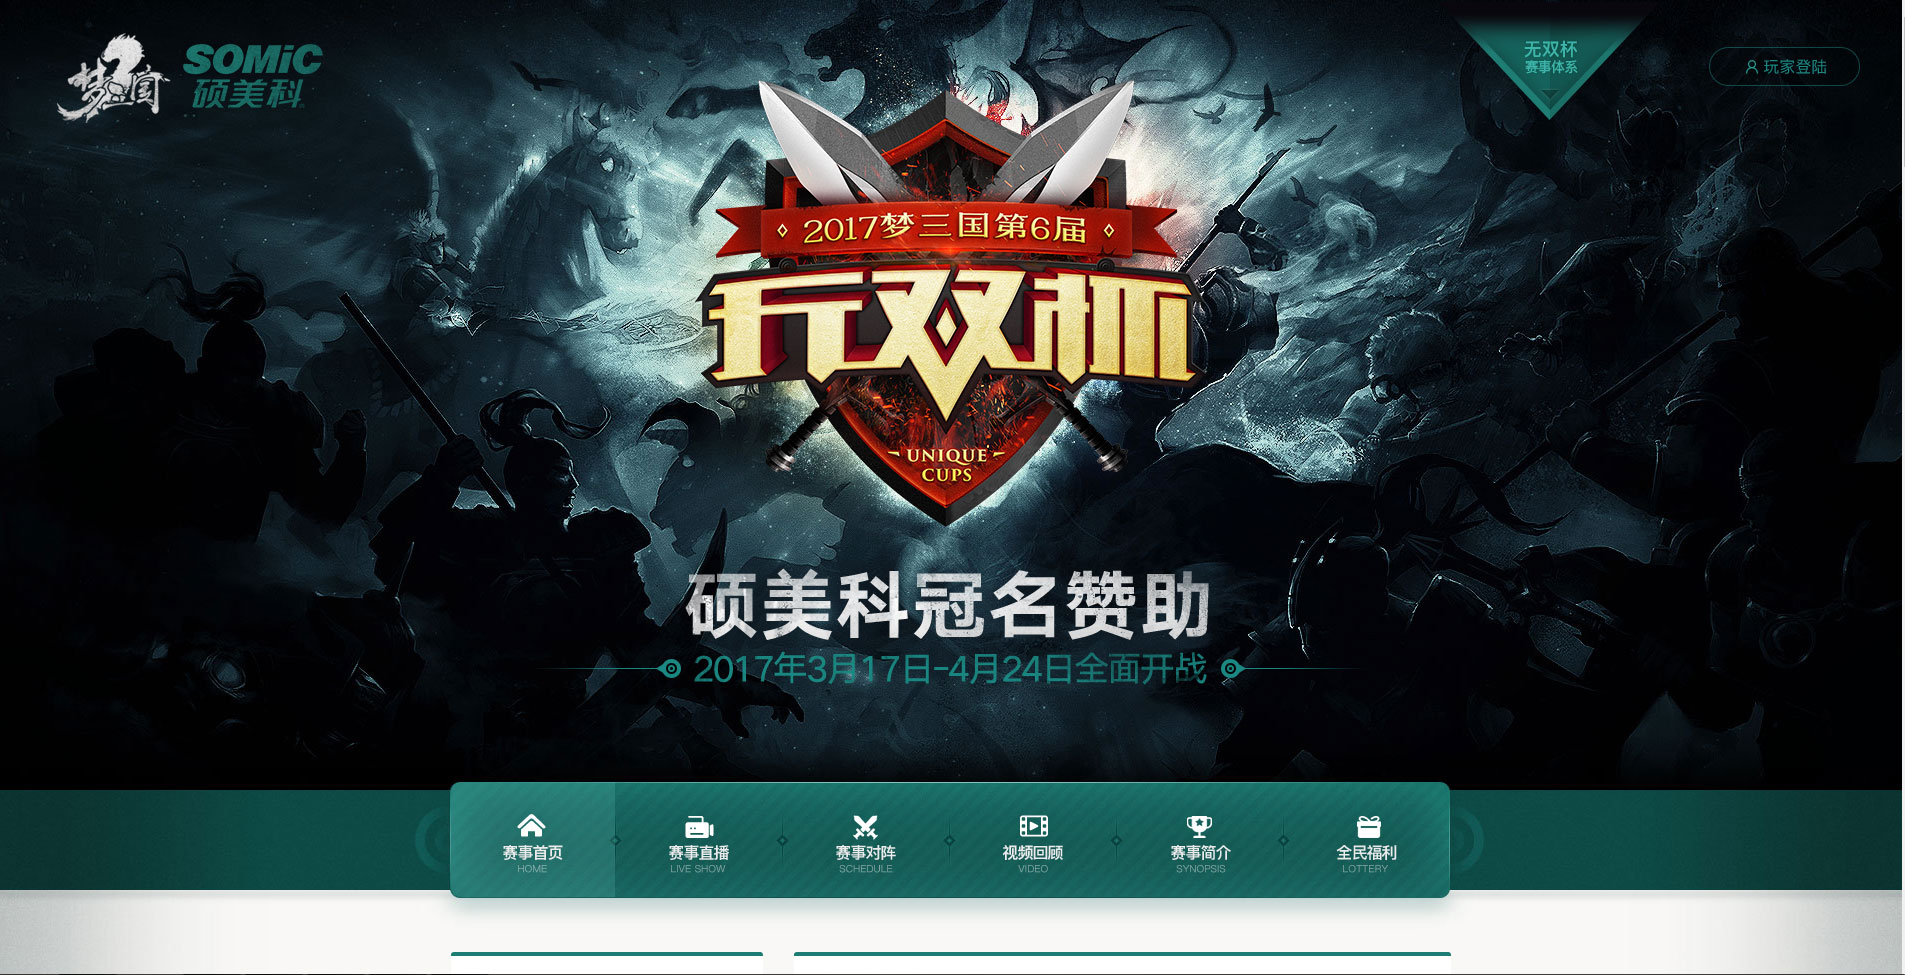 梦三国
SOMiC
硕美科
无双杯
赛事体系
玩家登陆
2017梦三国第6届
无双杯
UNIQUE
CUPS
硕美科冠名赞助
2017年3月17日-4月24日全面开战
赛事首页
HOME
赛事直播
LIVE SHOW
赛事对阵
SCHEDULE
视频回顾
VIDEO
赛事简介
SYNOPSIS
全民福利
LOTTERY